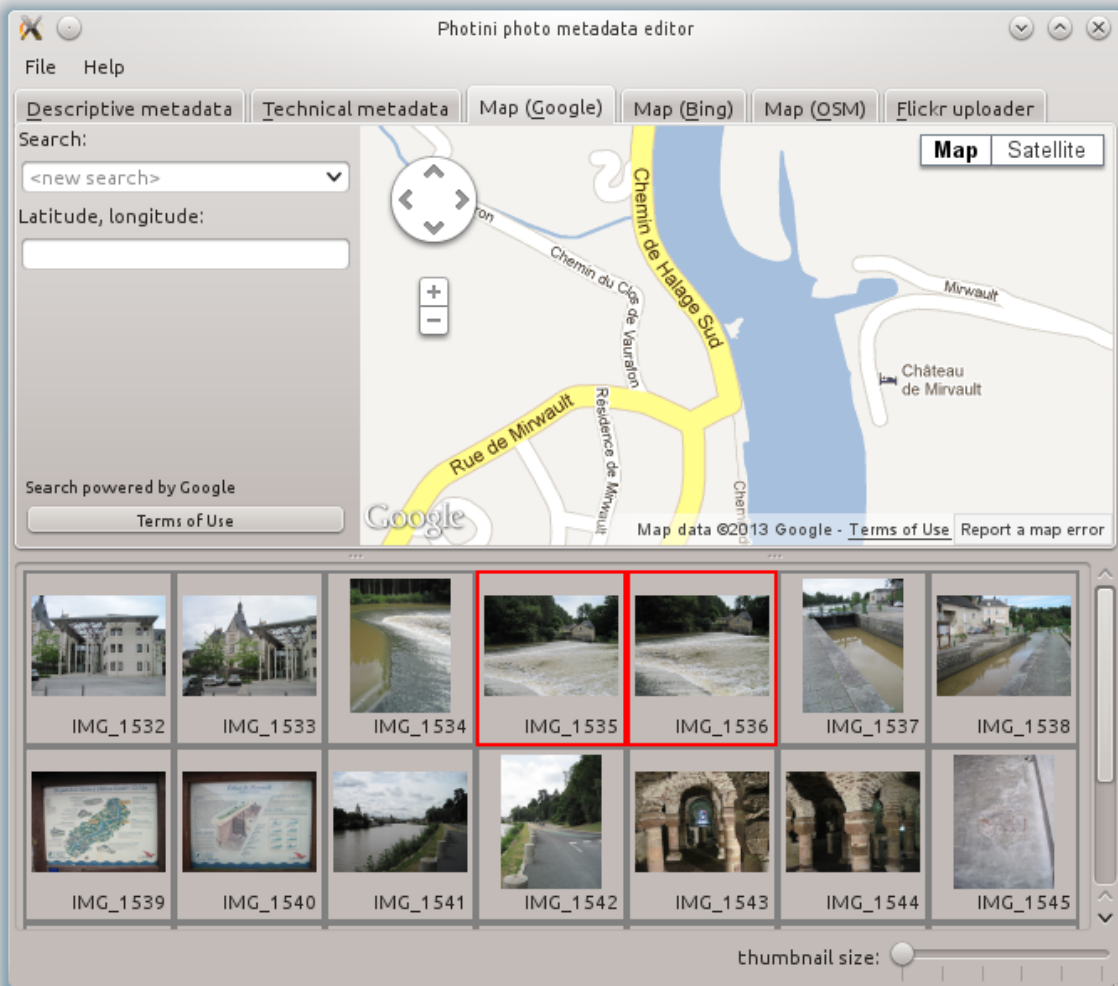 Photini photo metadata editor
File Help
Descriptive metadata Technical metadata Map (Google) Map (Bing) Map (OSM) Flickr uploader
Search:
<new search>
Latitude, longitude:
Search powered by Google
Terms of Use
Map Satellite
ron
Chemin du Clos de Vaurafon
Chemin de Halage Sud
Mirwault
Château
de Mirvault
Rue de Mirwault
Résidence de Mirwault
Google
Map data ©2013 Google - Terms of Use Report a map error
IMG_1532 IMG_1533 IMG_1534 IMG_1535 IMG_1536 IMG_1537 IMG_1538
IMG_1539 IMG_1540 IMG_1541 IMG_1542 IMG_1543 IMG_1544 IMG_1545
thumbnail size: